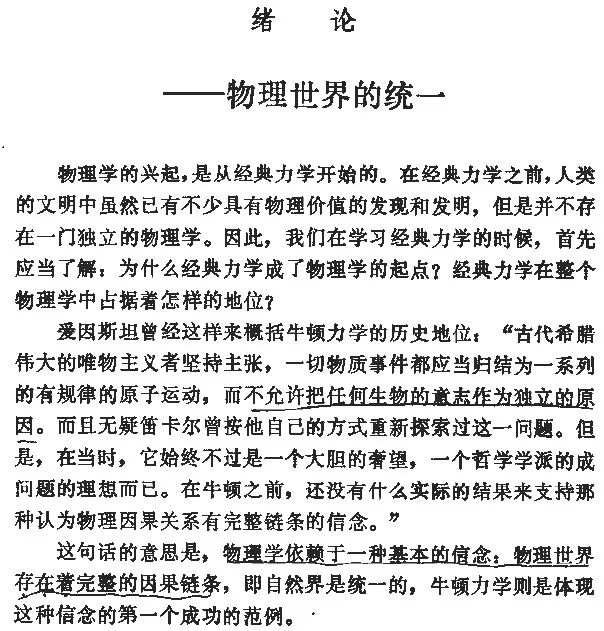 绪 论
——物理世界的统一
物理学的兴起，是从经典力学开始的。在经典力学之前，人类
的文明中虽然已有不少具有物理价值的发现和发明，但是并不存
在一门独立的物理学。因此，我们在学习经典力学的时候，首先
应当了解：为什么经典力学成了物理学的起点？经典力学在整个
物理学中占据着怎样的地位？
爱因斯坦曾经这样来概括牛顿力学的历史地位：“古代希腊
伟大的唯物主义者坚持主张，一切物质事件都应当归结为一系列
的有规律的原子运动，而不允许把任何生物的意志作为独立的原
因。而且无疑笛卡尔曾按他自己的方式重新探索过这一问题。但
是，在当时，它始终不过是一个大胆的奢望，一个哲学学派的成
问题的理想而已。在牛顿之前，还没有什么实际的结果来支持那
种认为物理因果关系有完整链条的信念。”
这句话的意思是，物理学依赖于一种基本的信念：物理世界
存在着完整的因果链条，即自然界是统一的，牛顿力学则是体现
这种信念的第一个成功的范例。